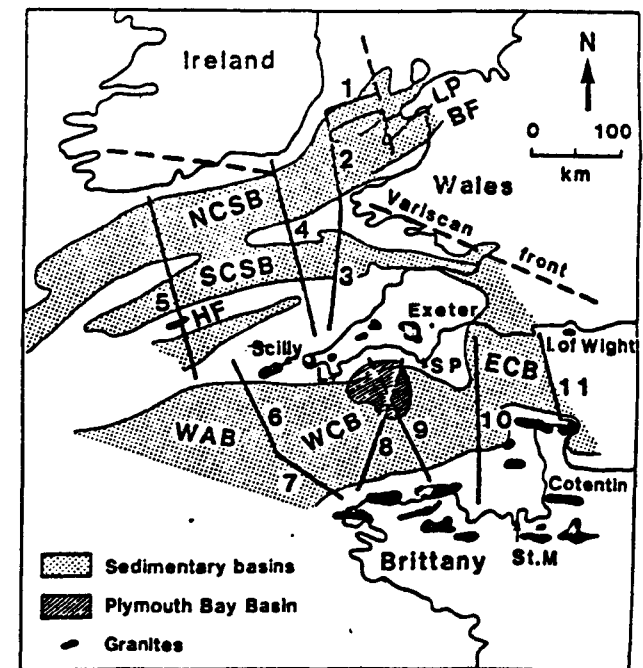 Ireland
N
1
LP
BF
0 100
km
2
Wales
NCSB
Variscan
front
4
SCSB
3
5
HF
Exeter
Scilly
SP
I.of Wight
ECB
11
WAB
6
WCB
8
9
10
7
Cotentin
Brittany
St.M
Sedimentary basins
Plymouth Bay Basin
Granites